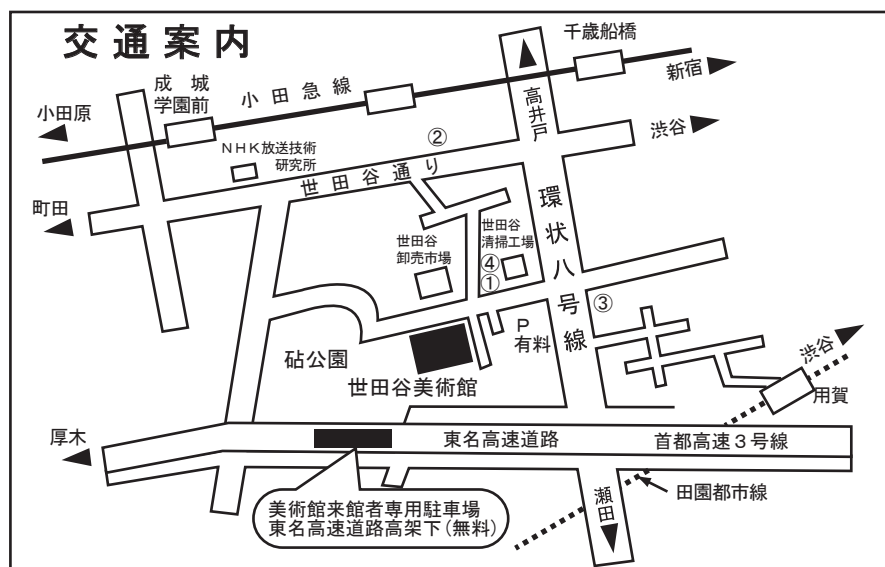 交通案内
千歳船橋
新宿
成城
学園前
小田急線
小田原
高井戸
渋谷
NHK放送技術
研究所
②
世田谷通り
町田
環状八号線
世田谷
卸売市場
世田谷
清掃工場
④
①
③
P
有料
砧公園
世田谷美術館
渋谷
用賀
厚木
東名高速道路
首都高速3号線
美術館来館者専用駐車場
東名高速道路高架下(無料)
瀬田
田園都市線